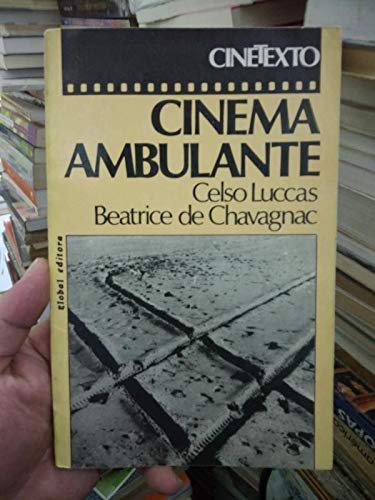 CINETEXTO
CINEMA
AMBULANTE
Celso Luccas
Beatrice de Chavagnac
global editora